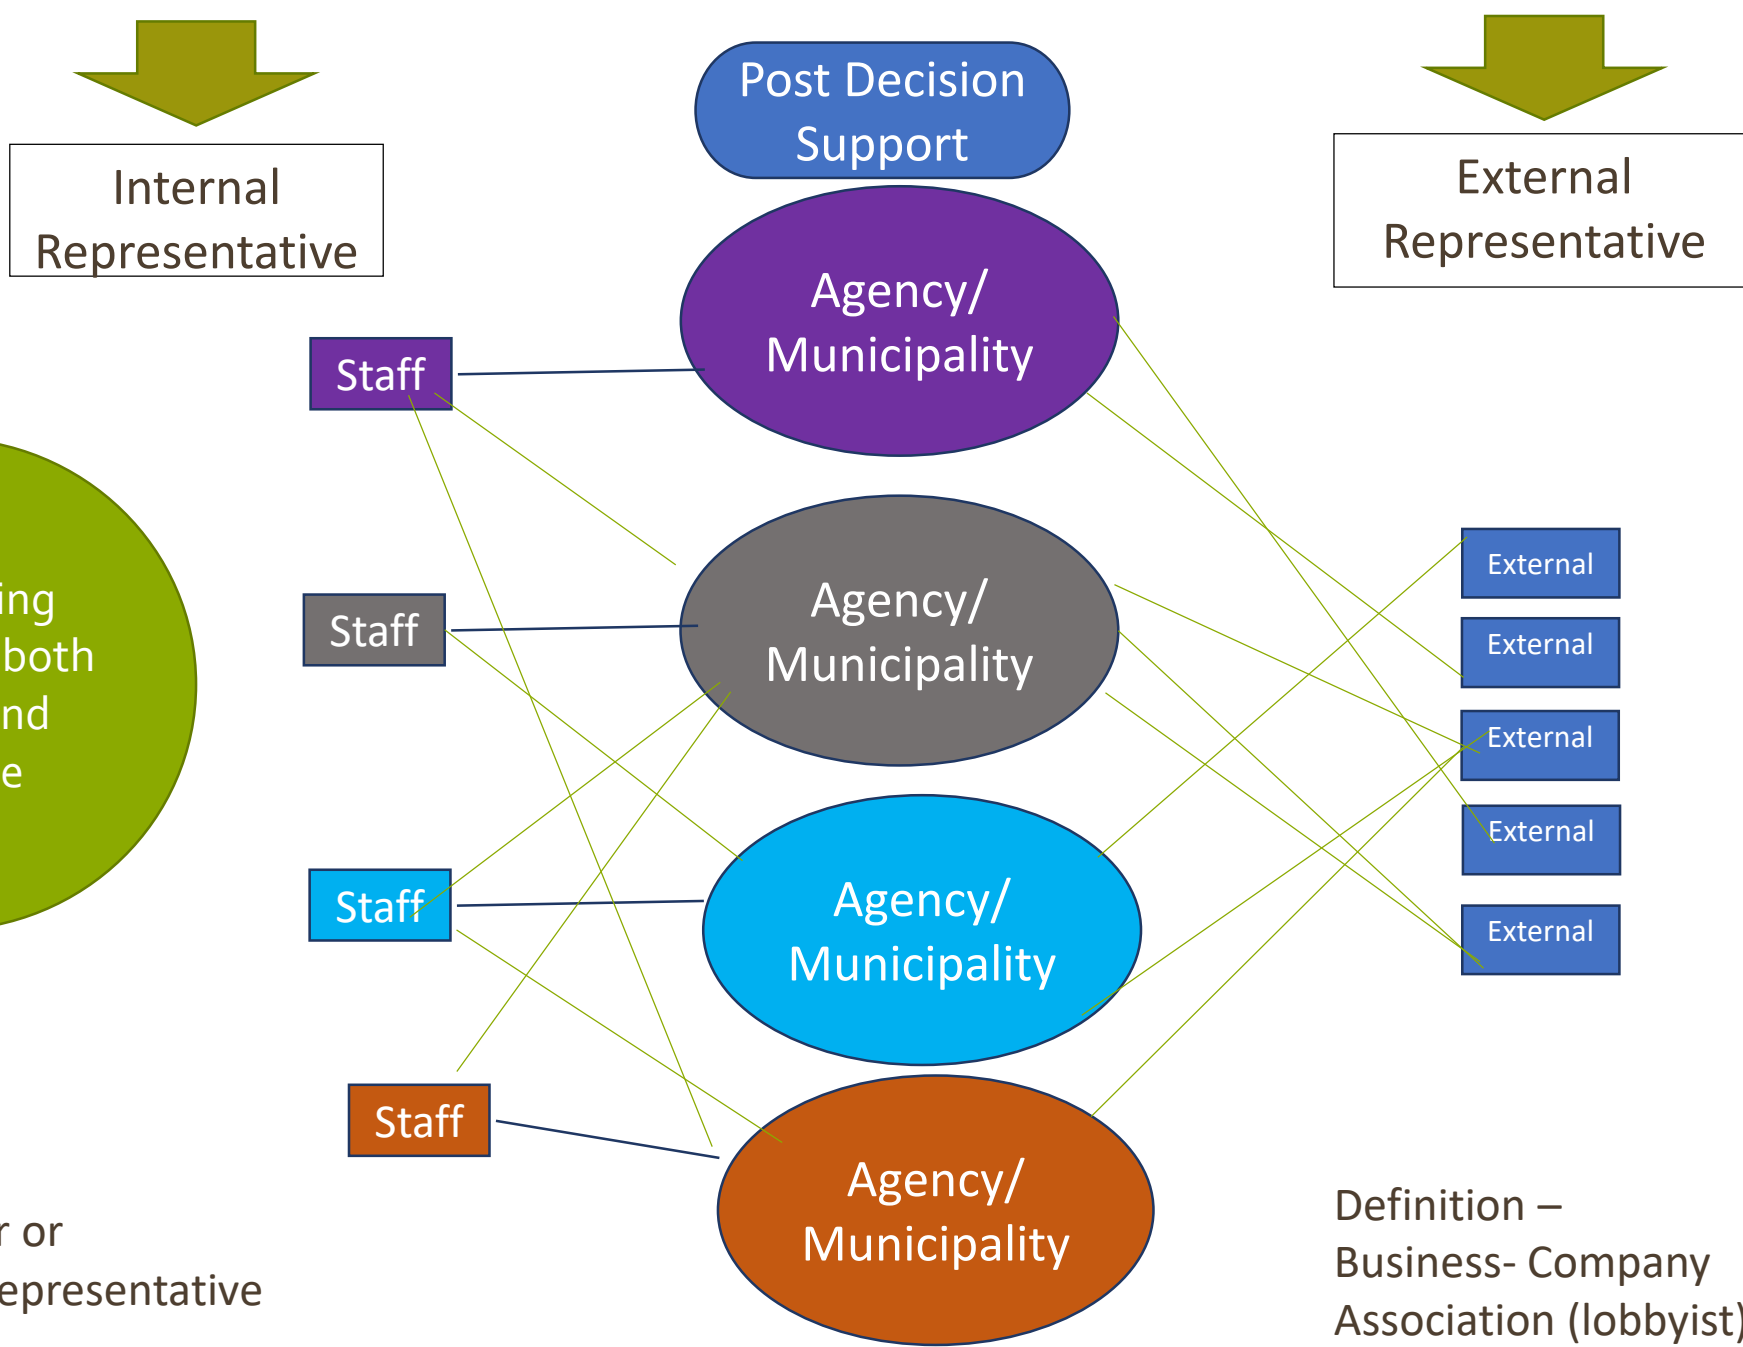 Post Decision
Support
Internal
Representative
External
Representative
Agency/
Municipality
Staff
Agency/
Municipality
Staff
Agency/
Municipality
Staff
Agency/
Municipality
Staff
External
External
External
External
External
ing
both
nd
e
r or
epresentative
Definition –
Business- Company
Association (lobbyist)